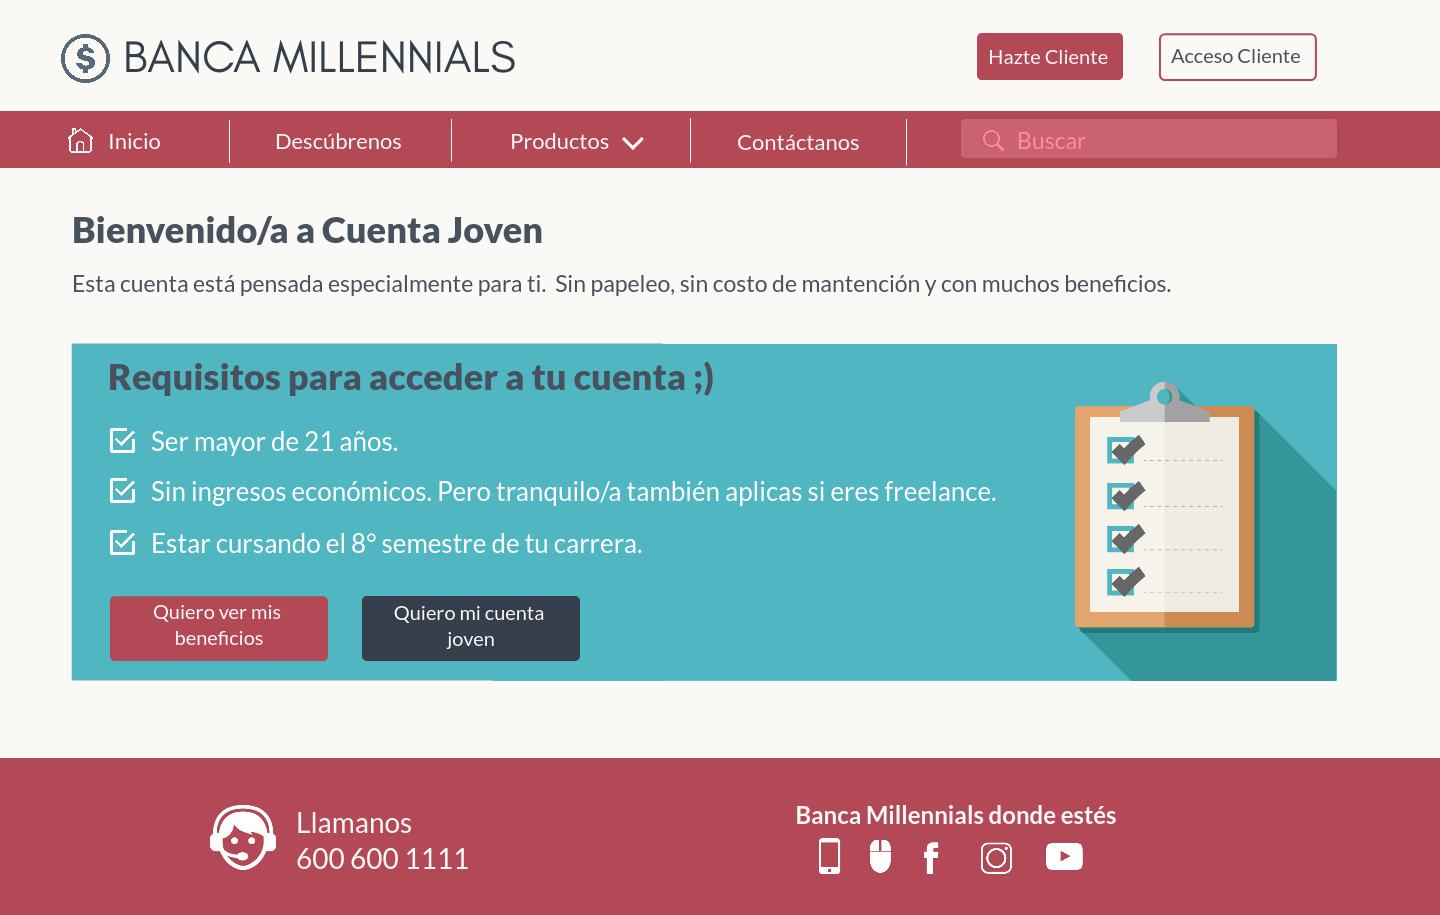 BANCA MILLENNIALS
Hazte Cliente
Acceso Cliente
Inicio
Descúbrenos
Productos
Contáctanos
Buscar
Bienvenido/a a Cuenta Joven
Esta cuenta está pensada especialmente para ti. Sin papeleo, sin costo de mantención y con muchos beneficios.
Requisitos para acceder a tu cuenta ;)
Ser mayor de 21 años.
Sin ingresos económicos. Pero tranquilo/a también aplicas si eres freelance.
Estar cursando el 8° semestre de tu carrera.
Quiero ver mis
beneficios
Quiero mi cuenta
joven
Llamanos
600 600 1111
Banca Millennials donde estés